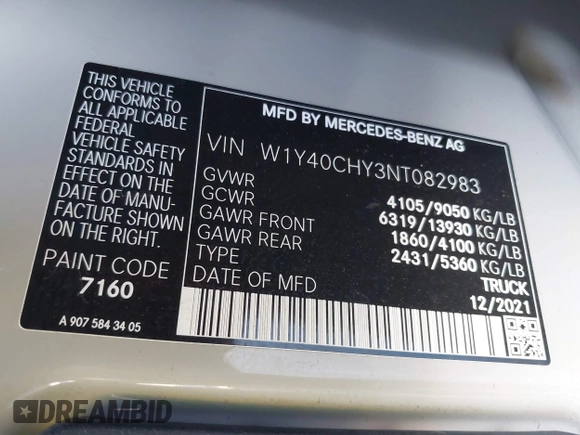 THIS VEHICLE
CONFORMS TO
ALL APPLICABLE
FEDERAL
VEHICLE SAFETY
STANDARDS IN
EFFECT ON THE
DATE OF MANU-
FACTURE SHOWN
ABOVE.
PAINT CODE
7160
A 907 584 34 05
MFD BY MERCEDES-BENZ AG
VIN W1Y40CHY3NT082983
GVWR 4105/9050 KG/LB
GCWR 6319/13930 KG/LB
GAWR FRONT 1860/4100 KG/LB
GAWR REAR 2431/5360 KG/LB
TYPE TRUCK
DATE OF MFD 12/2021
DREAMBID